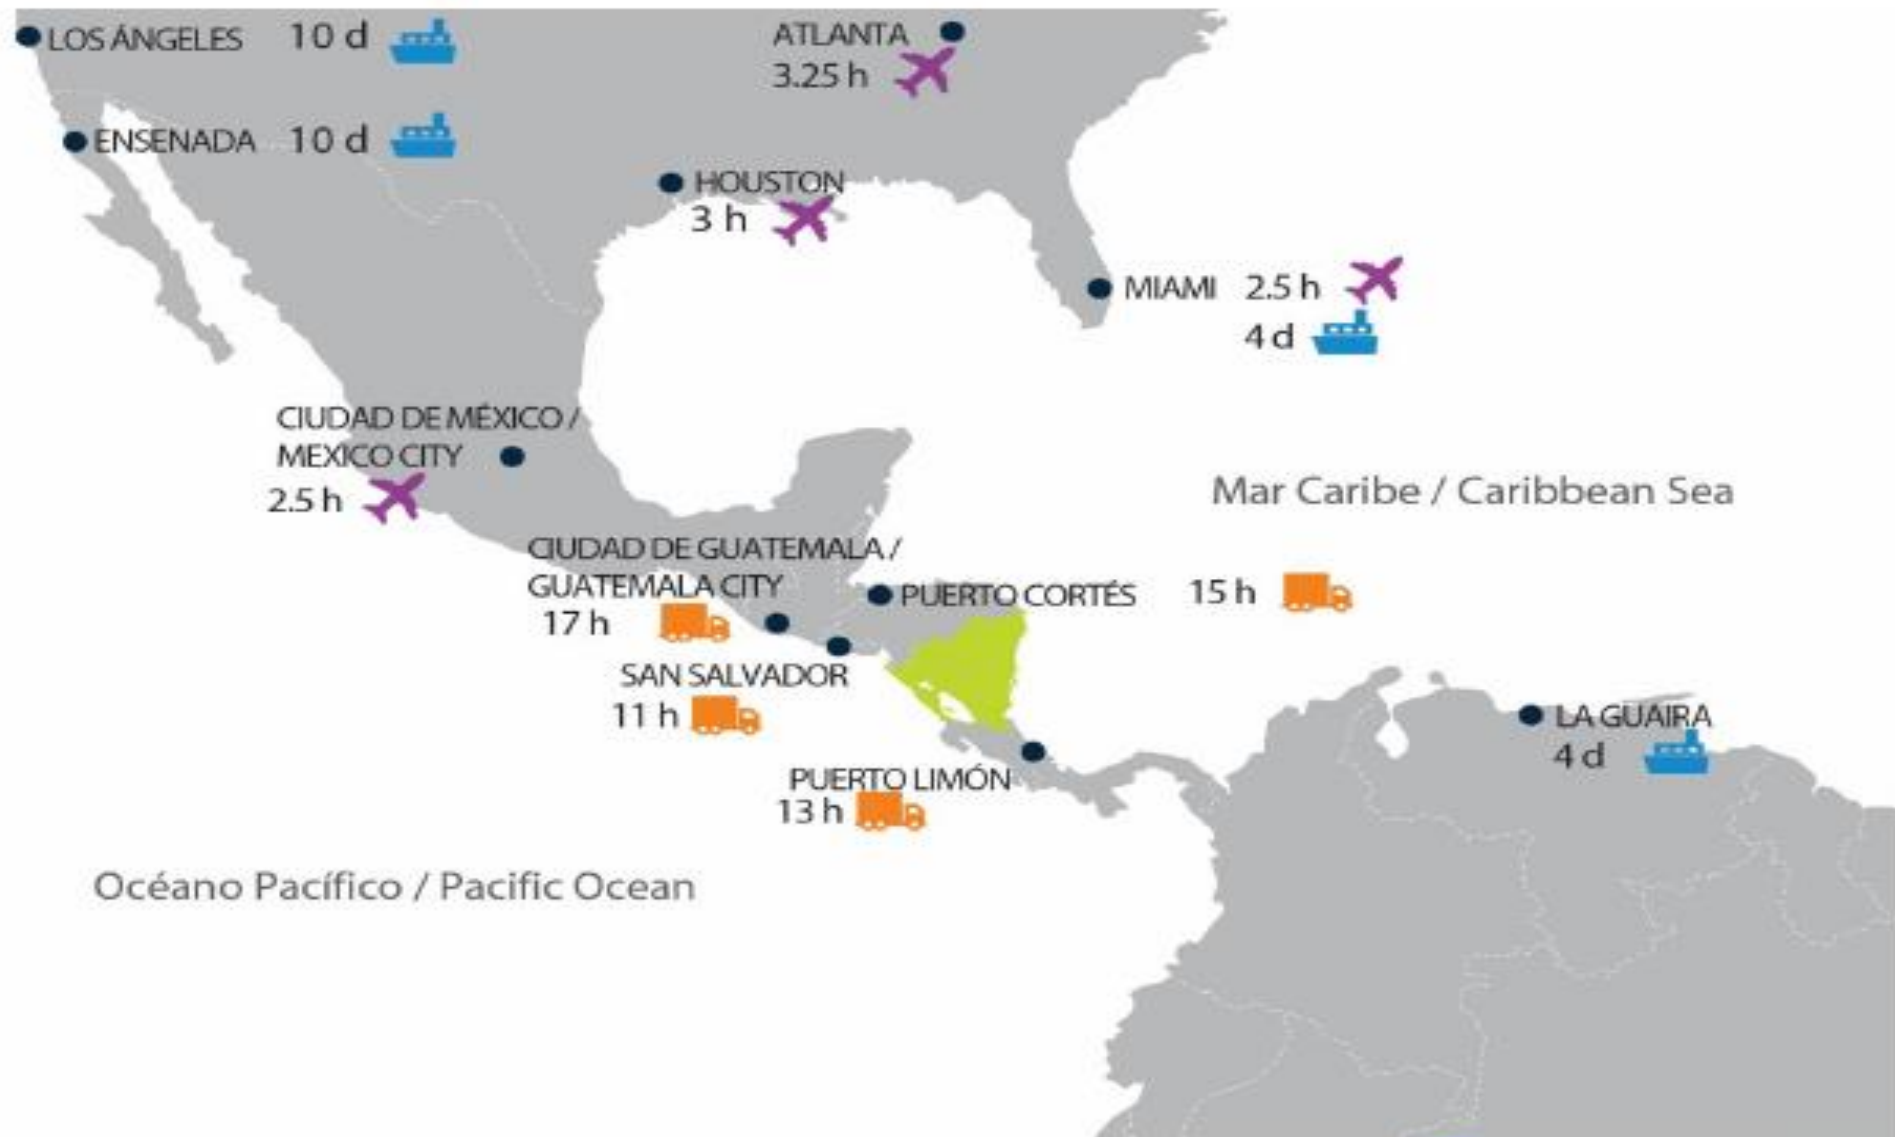 LOS ÁNGELES 10 d
ATLANTA
3.25 h
ENSENADA 10 d
HOUSTON
3 h
MIAMI 2.5 h
4 d
CIUDAD DE MÉXICO /
MEXICO CITY
2.5 h
Mar Caribe / Caribbean Sea
CIUDAD DE GUATEMALA /
GUATEMALA CITY
17 h
PUERTO CORTÉS 15 h
SAN SALVADOR
11 h
LA GUAIRA
4 d
PUERTO LIMÓN
13 h
Océano Pacífico / Pacific Ocean